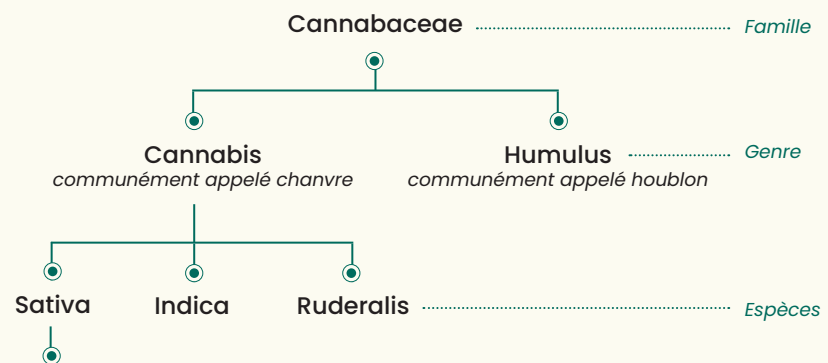 Cannabaceae Famille
Cannabis Humulus Genre
communément appelé chanvre communément appelé houblon
Sativa Indica Ruderalis Espèces